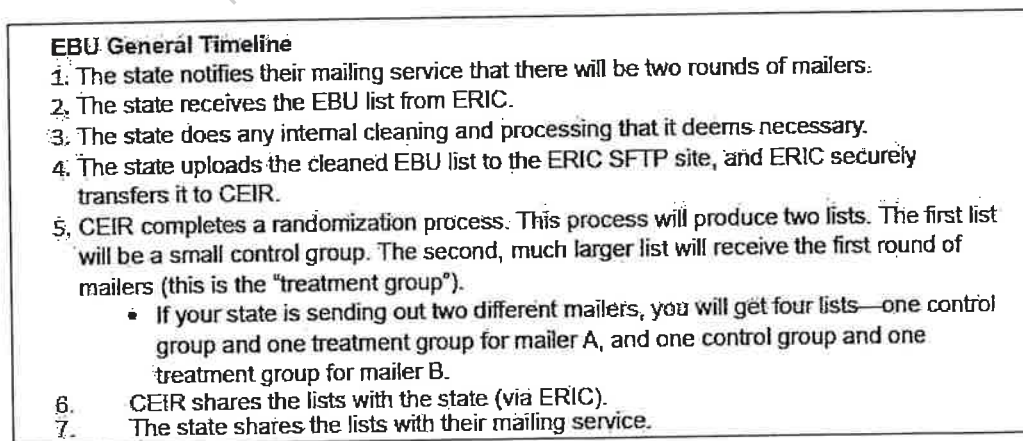 EBU General Timeline
1. The state notifies their mailing service that there will be two rounds of mailers.
2. The state receives the EBU list from ERIC.
3. The state does any internal cleaning and processing that it deems necessary.
4. The state uploads the cleaned EBU list to the ERIC SFTP site, and ERIC securely
transfers it to CEIR.
5. CEIR completes a randomization process. This process will produce two lists. The first list
will be a small control group. The second, much larger list will receive the first round of
mailers (this is the "treatment group").
• If your state is sending out two different mailers, you will get four lists—one control
group and one treatment group for mailer A, and one control group and one
treatment group for mailer B.
6. CEIR shares the lists with the state (via ERIC).
7. The state shares the lists with their mailing service.